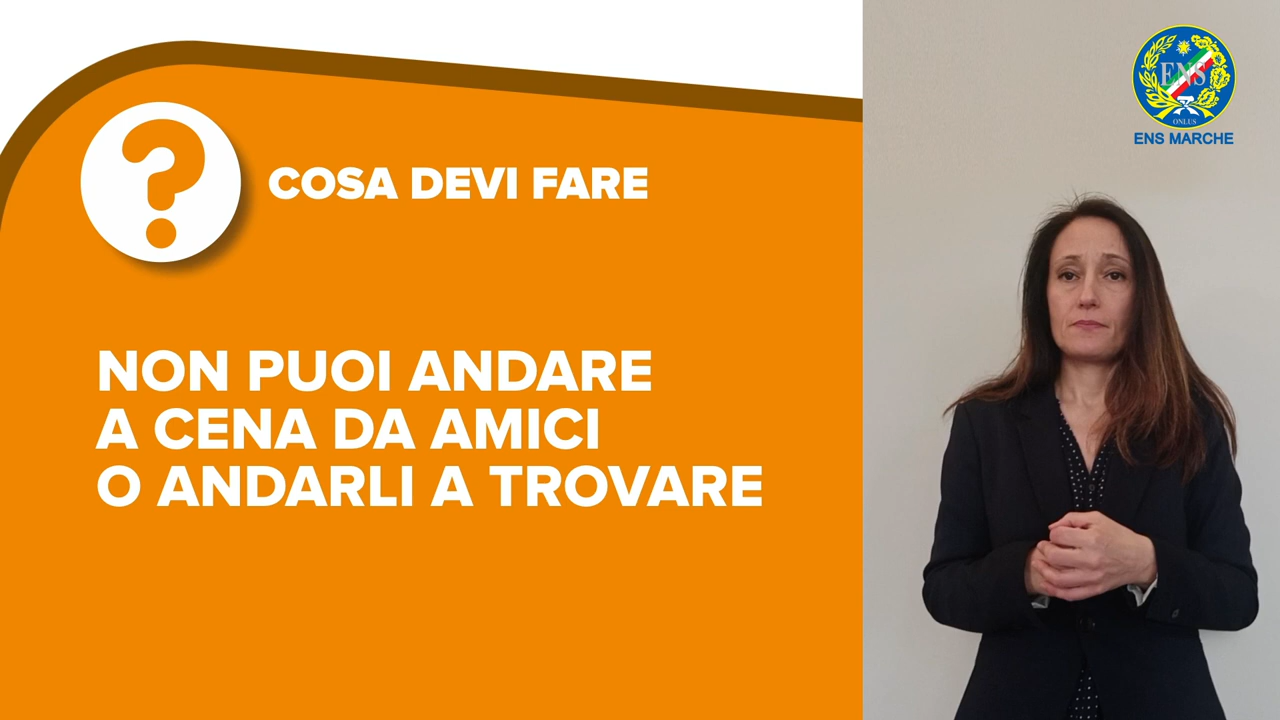 COSA DEVI FARE
NON PUOI ANDARE
A CENA DA AMICI
O ANDARLI A TROVARE
ENS
ONLUS
ENS MARCHE